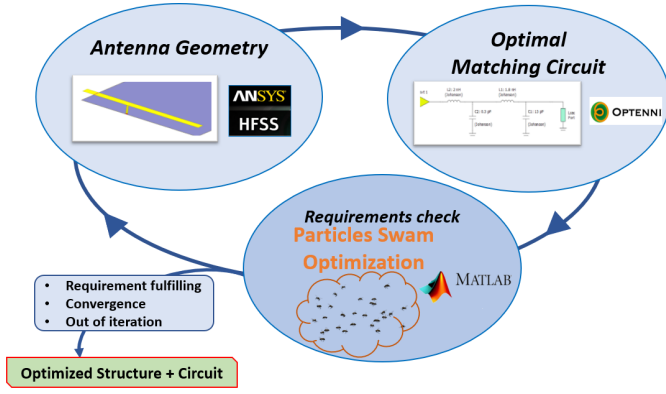 Antenna Geometry
ANSYS
HFSS
Optimal
Matching Circuit
OPTENNI
Requirements check
Particles Swam
Optimization
MATLAB
• Requirement fulfilling
• Convergence
• Out of iteration
Optimized Structure + Circuit